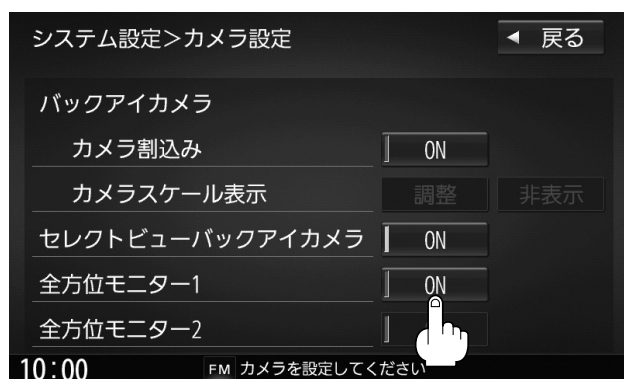 システム設定＞カメラ設定
戻る
バックアイカメラ
カメラ割込み ON
カメラスケール表示 調整 非表示
セレクトビューバックアイカメラ ON
全方位モニター1 ON
全方位モニター2
10:00 FM カメラを設定してください